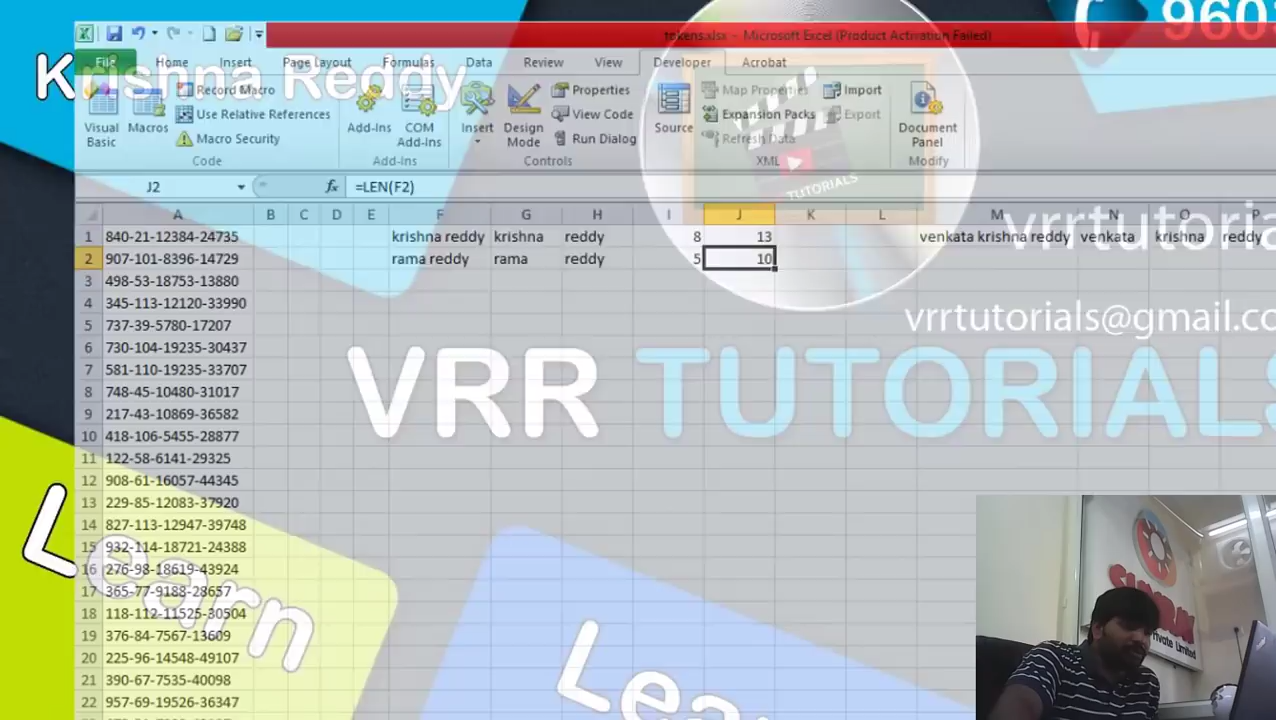 9603
tokens.xlsx - Microsoft Excel (Product Activation Failed)
Krishna Reddy
File Home Insert Page Layout Formulas Data Review View Developer Acrobat
Visual Basic
Macros
Record Macro
Use Relative References
Macro Security
Code
Add-Ins
COM Add-Ins
Add-Ins
Insert
Design Mode
Properties
View Code
Run Dialog
Controls
Source
Map Properties
Expansion Packs
Refresh Data
Import
Export
XML
Document Panel
Modify
TUTORIALS
J2 fx =LEN(F2)
A B C D E F G H I J K L M N O P
1 840-21-12384-24735 krishna reddy krishna reddy 8 13 venkata krishna reddy venkata krishna reddy
2 907-101-8396-14729 rama reddy rama reddy 5 10
3 498-53-18753-13880
4 345-113-12120-33990
5 737-39-5780-17207
6 730-104-19235-30437
7 581-110-19235-33707
8 748-45-10480-31017
9 217-43-10869-36582
10 418-106-5455-28877
11 122-58-6141-29325
12 908-61-16057-44345
13 229-85-12083-37920
14 827-113-12947-39748
15 932-114-18721-24388
16 276-98-18619-43924
17 365-77-9188-28657
18 118-112-11525-30504
19 376-84-7567-13609
20 225-96-14548-49107
21 390-67-7535-40098
22 957-69-19526-36347
vrrtutoria
vrrtutorials@gmail.co
VRR TUTORIALS
Learn
Lea
Private Limited